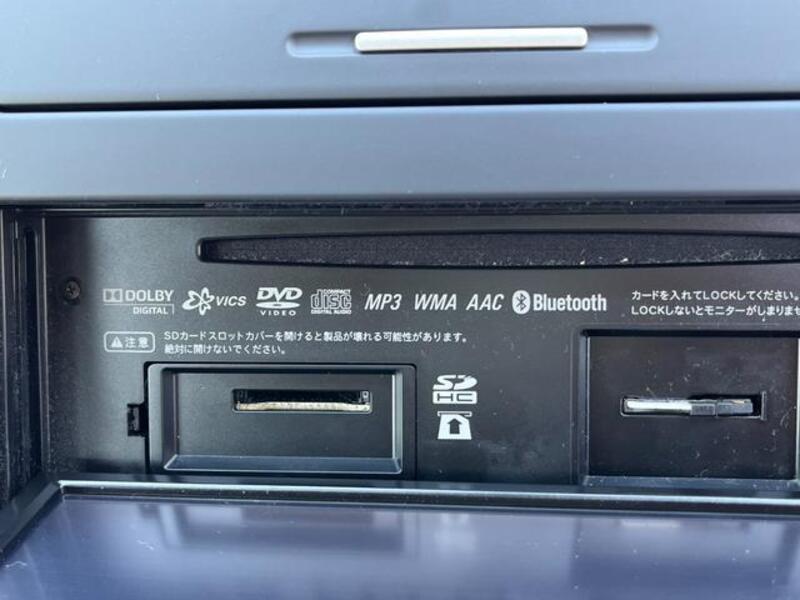 DOLBY DIGITAL VICS DVD VIDEO COMPACT disc DIGITAL AUDIO MP3 WMA AAC Bluetooth
カードを入れてLOCKしてください。
LOCKしないとモニターがしまりませ
注意 SDカードスロットカバーを開けると製品が壊れる可能性があります。
絶対に開けないでください。
SD
HC